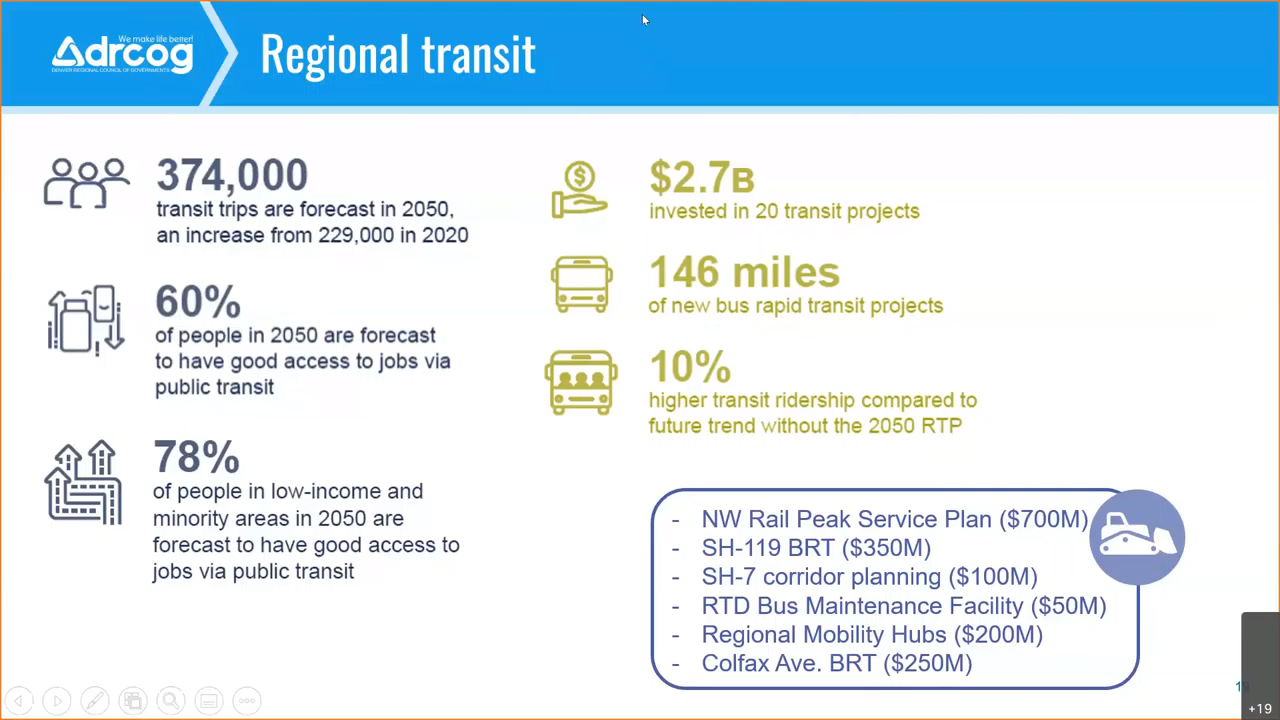 We make life better!
drcog
DENVER REGIONAL COUNCIL OF GOVERNMENTS
Regional transit
374,000
transit trips are forecast in 2050,
an increase from 229,000 in 2020
60%
of people in 2050 are forecast
to have good access to jobs via
public transit
78%
of people in low-income and
minority areas in 2050 are
forecast to have good access to
jobs via public transit
$2.7B
invested in 20 transit projects
146 miles
of new bus rapid transit projects
10%
higher transit ridership compared to
future trend without the 2050 RTP
- NW Rail Peak Service Plan ($700M)
- SH-119 BRT ($350M)
- SH-7 corridor planning ($100M)
- RTD Bus Maintenance Facility ($50M)
- Regional Mobility Hubs ($200M)
- Colfax Ave. BRT ($250M)
+19